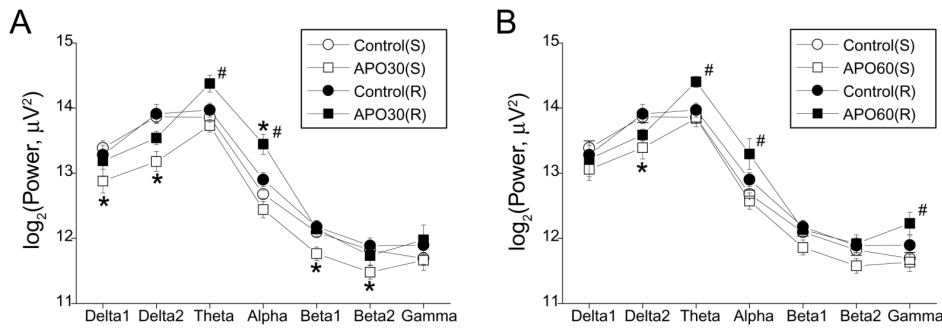 A
log2(Power, μV²)
15
14
13
12
11
Control(S)
APO30(S)
Control(R)
APO30(R)
#
* #
*
*
*
*
Delta1 Delta2 Theta Alpha Beta1 Beta2 Gamma
B
log2(Power, μV²)
15
14
13
12
11
Control(S)
APO60(S)
Control(R)
APO60(R)
#
#
*
#
Delta1 Delta2 Theta Alpha Beta1 Beta2 Gamma